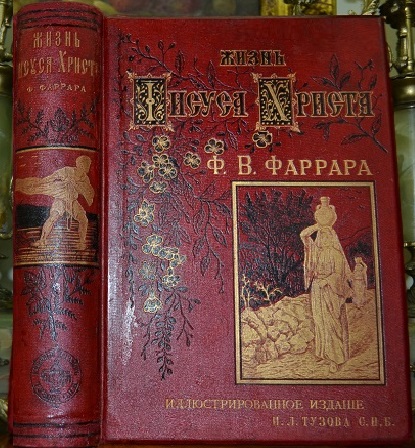 ЖИЗНЬ
ІИСУСА ХРИСТА
Ф. ФАРРАРА
ЖИЗНЬ
ІИСУСА ХРИСТА
Ф. В. ФАРРАРА
ИЛЛЮСТРИРОВАННОЕ ИЗДАНІЕ
И. Л. ТУЗОВА С.П.Б.